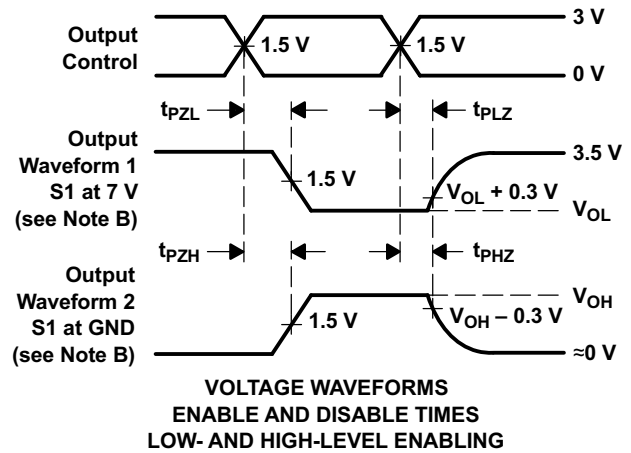 Output
Control
1.5 V
1.5 V
3 V
0 V
tPZL
tPLZ
Output
Waveform 1
S1 at 7 V
(see Note B)
1.5 V
3.5 V
VOL + 0.3 V
VOL
tPZH
tPHZ
Output
Waveform 2
S1 at GND
(see Note B)
1.5 V
VOH
VOH – 0.3 V
≈0 V
VOLTAGE WAVEFORMS
ENABLE AND DISABLE TIMES
LOW- AND HIGH-LEVEL ENABLING